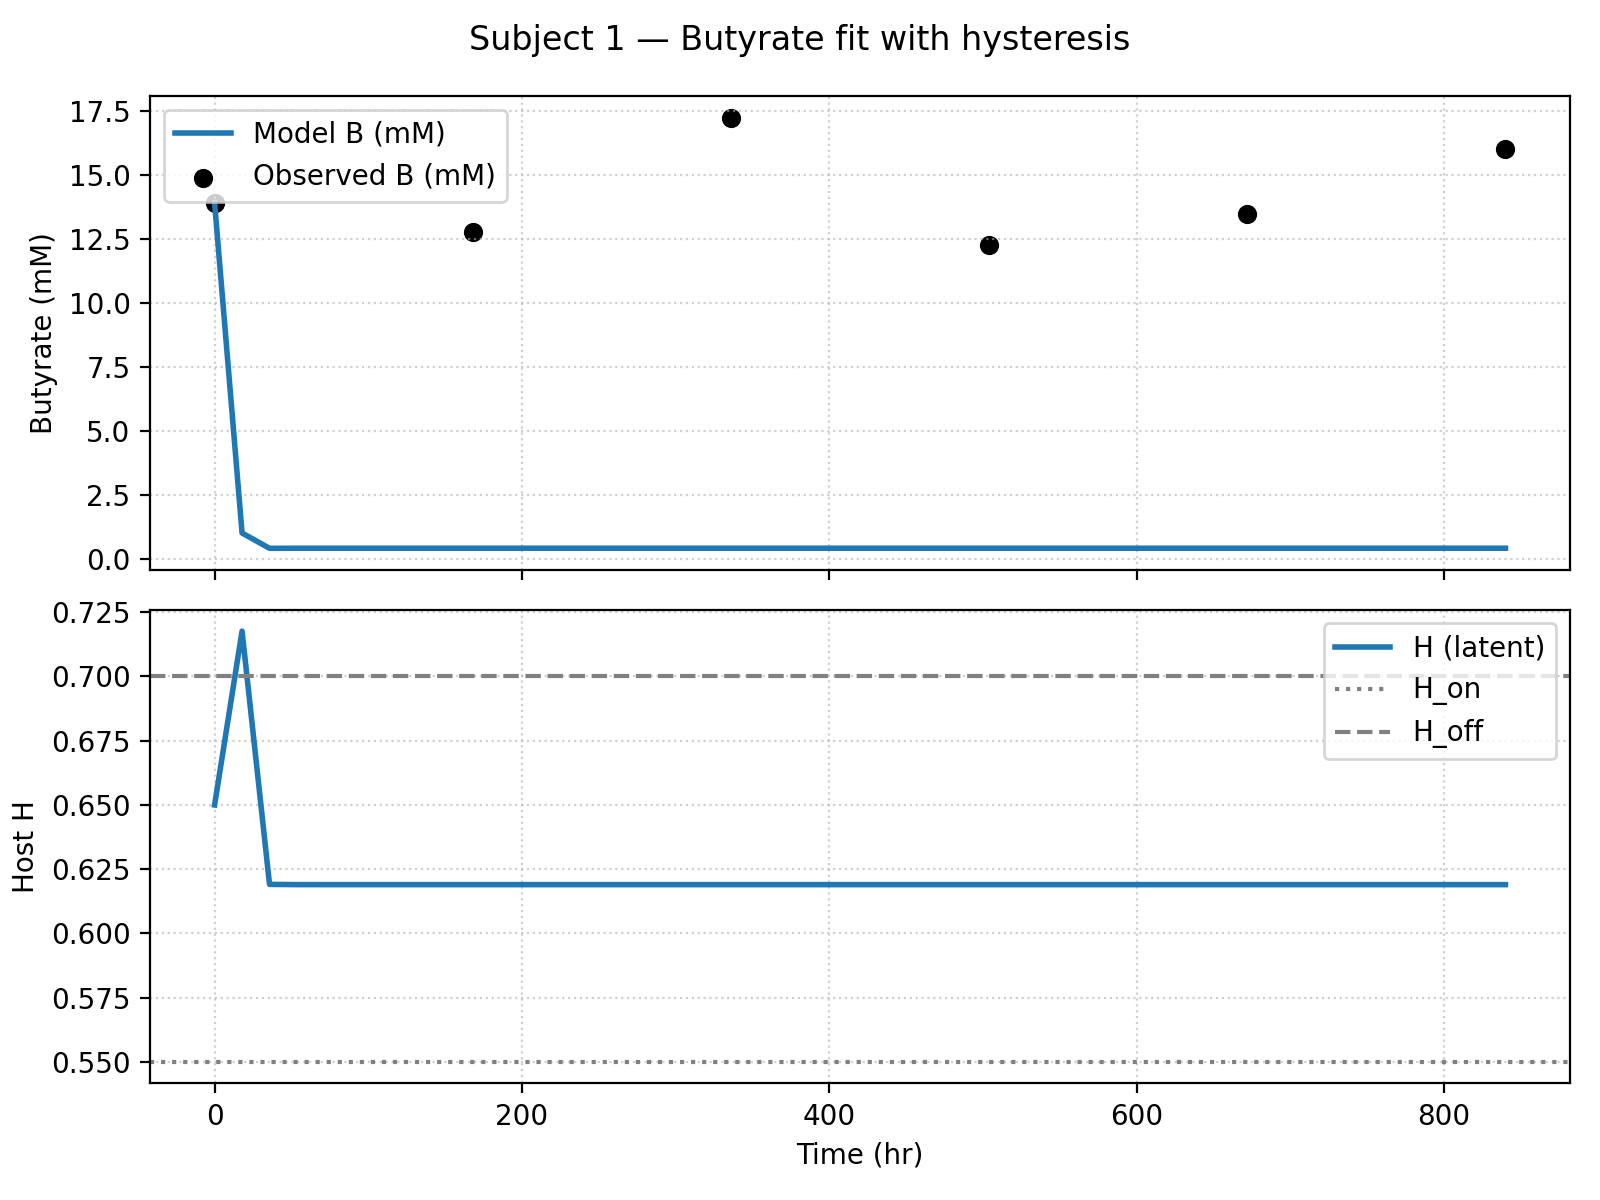 Subject 1 — Butyrate fit with hysteresis
17.5
15.0
12.5
10.0
7.5
5.0
2.5
0.0
Butyrate (mM)
Model B (mM)
Observed B (mM)
0.725
0.700
0.675
0.650
0.625
0.600
0.575
0.550
Host H
H (latent)
H_on
H_off
0 200 400 600 800
Time (hr)